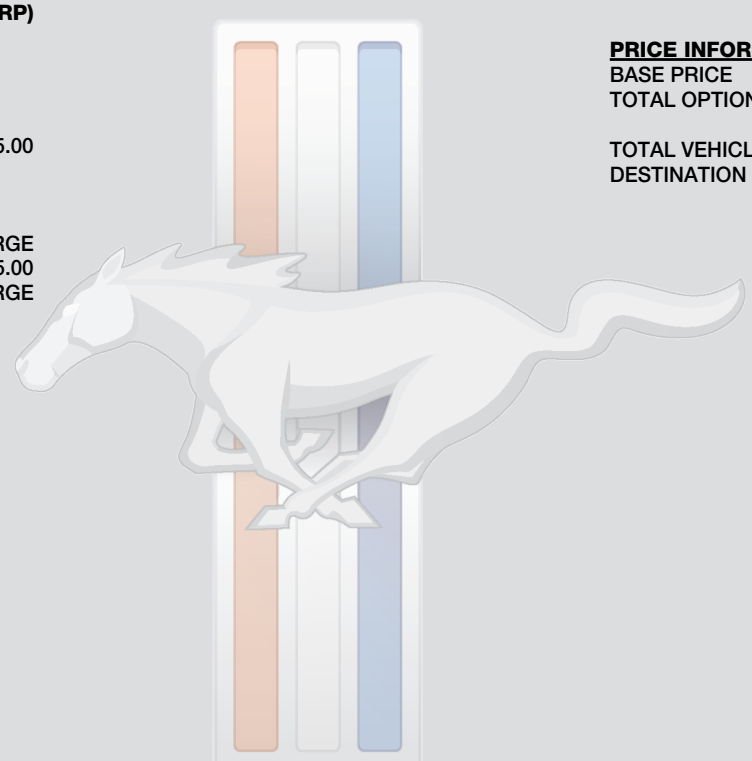 RP)
5.00
RGE
5.00
RGE
PRICE INFOR
BASE PRICE
TOTAL OPTION
TOTAL VEHICL
DESTINATION